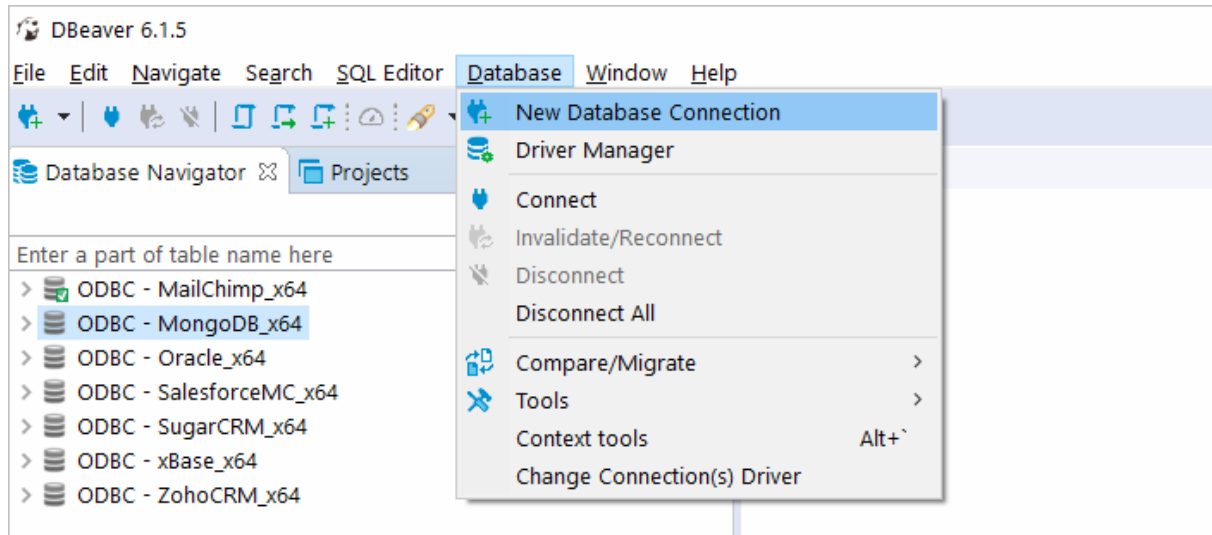 DBeaver 6.1.5
File Edit Navigate Search SQL Editor Database Window Help
New Database Connection
Driver Manager
Connect
Invalidate/Reconnect
Disconnect
Disconnect All
Compare/Migrate
Tools
Context tools Alt+`
Change Connection(s) Driver
Database Navigator Projects
Enter a part of table name here
ODBC - MailChimp_x64
ODBC - MongoDB_x64
ODBC - Oracle_x64
ODBC - SalesforceMC_x64
ODBC - SugarCRM_x64
ODBC - xBase_x64
ODBC - ZohoCRM_x64